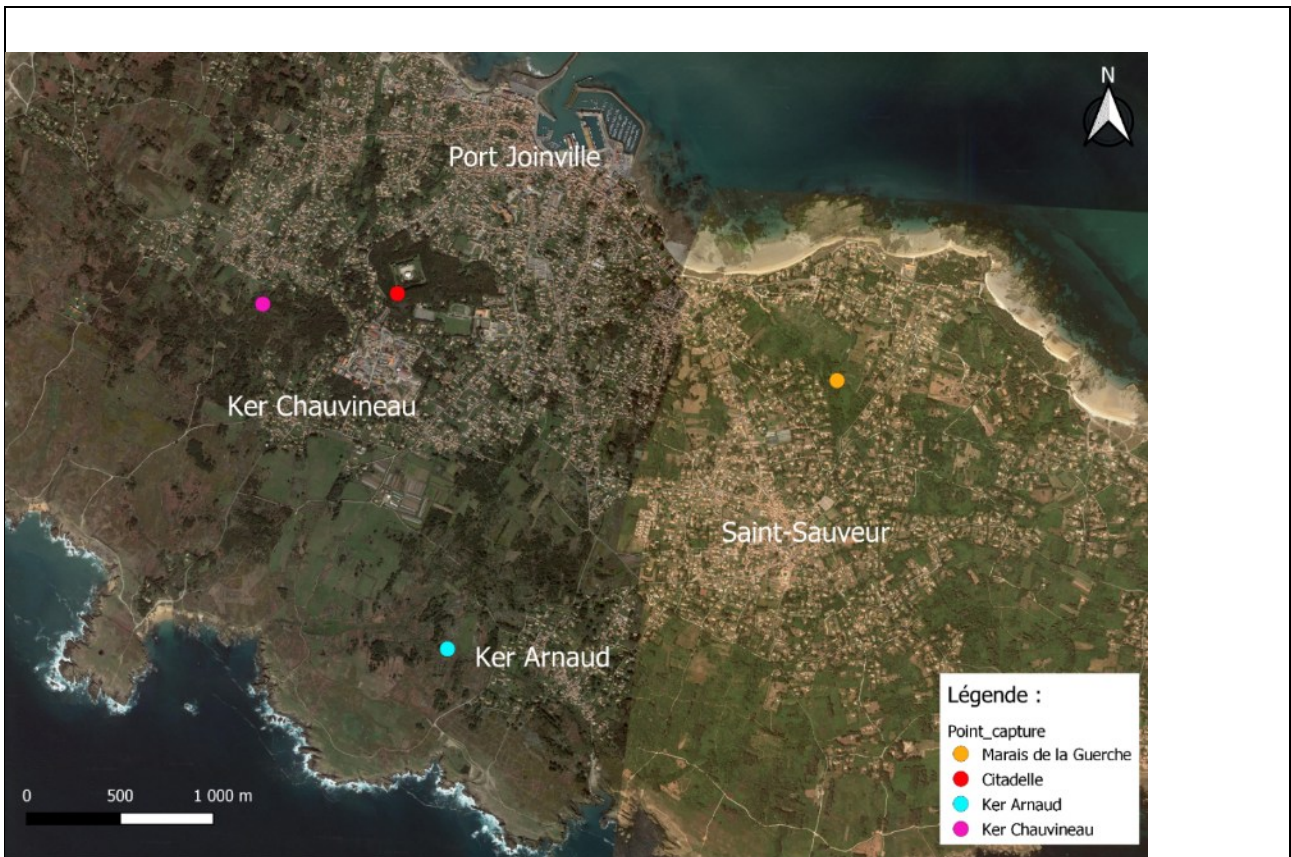 N
Port Joinville
Ker Chauvineau
Saint-Sauveur
Ker Arnaud
Légende :
Point_capture
Marais de la Guerche
Citadelle
Ker Arnaud
Ker Chauvineau
0 500 1 000 m